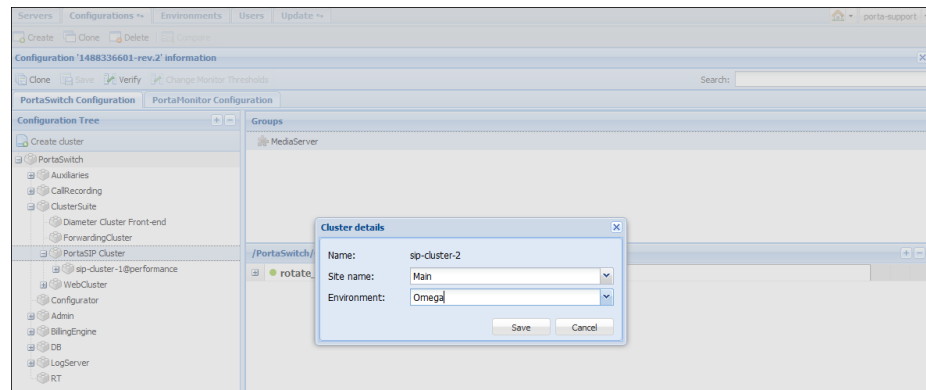 Servers Configurations Environments Users Update porta-support
Create Clone Delete Compare...
Configuration '1488336601-rev.2' information
Clone Save Verify Change Monitor Thresholds Search:
PortaSwitch Configuration PortaMonitor Configuration
Configuration Tree
Groups
Create cluster
MediaServer
PortaSwitch
Auxiliaries
CallRecording
ClusterSuite
Diameter Cluster Front-end
ForwardingCluster
PortaSIP Cluster
sip-cluster-1@performance
WebCluster
Configurator
Admin
BillingEngine
DB
LogServer
RT
/PortaSwitch/
rotate_
Cluster details
Name: sip-cluster-2
Site name: Main
Environment: Omega
Save Cancel